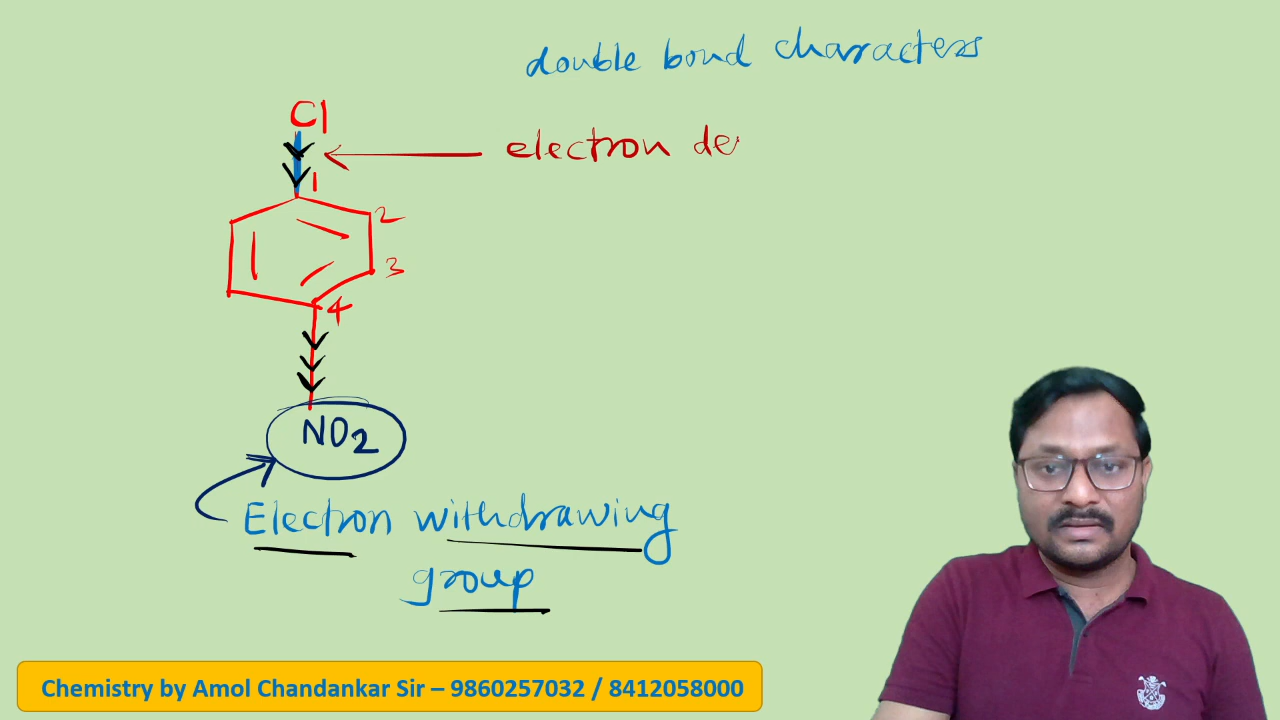 double bond characters
Cl
electron de
1
2
3
4
NO2
Electron withdrawing
group
Chemistry by Amol Chandankar Sir – 9860257032 / 8412058000